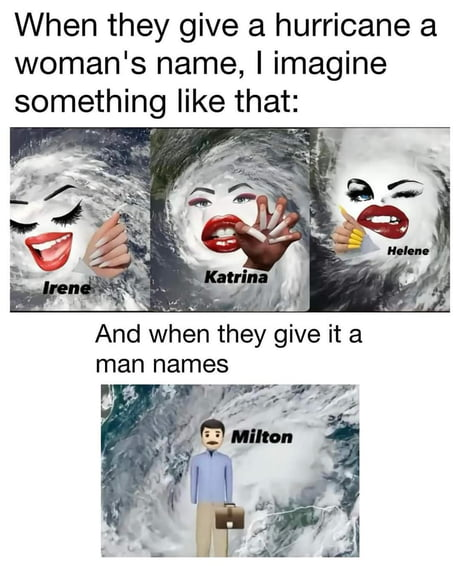 When they give a hurricane a
woman's name, I imagine
something like that:
Irene
Katrina
Helene
And when they give it a
man names
Milton